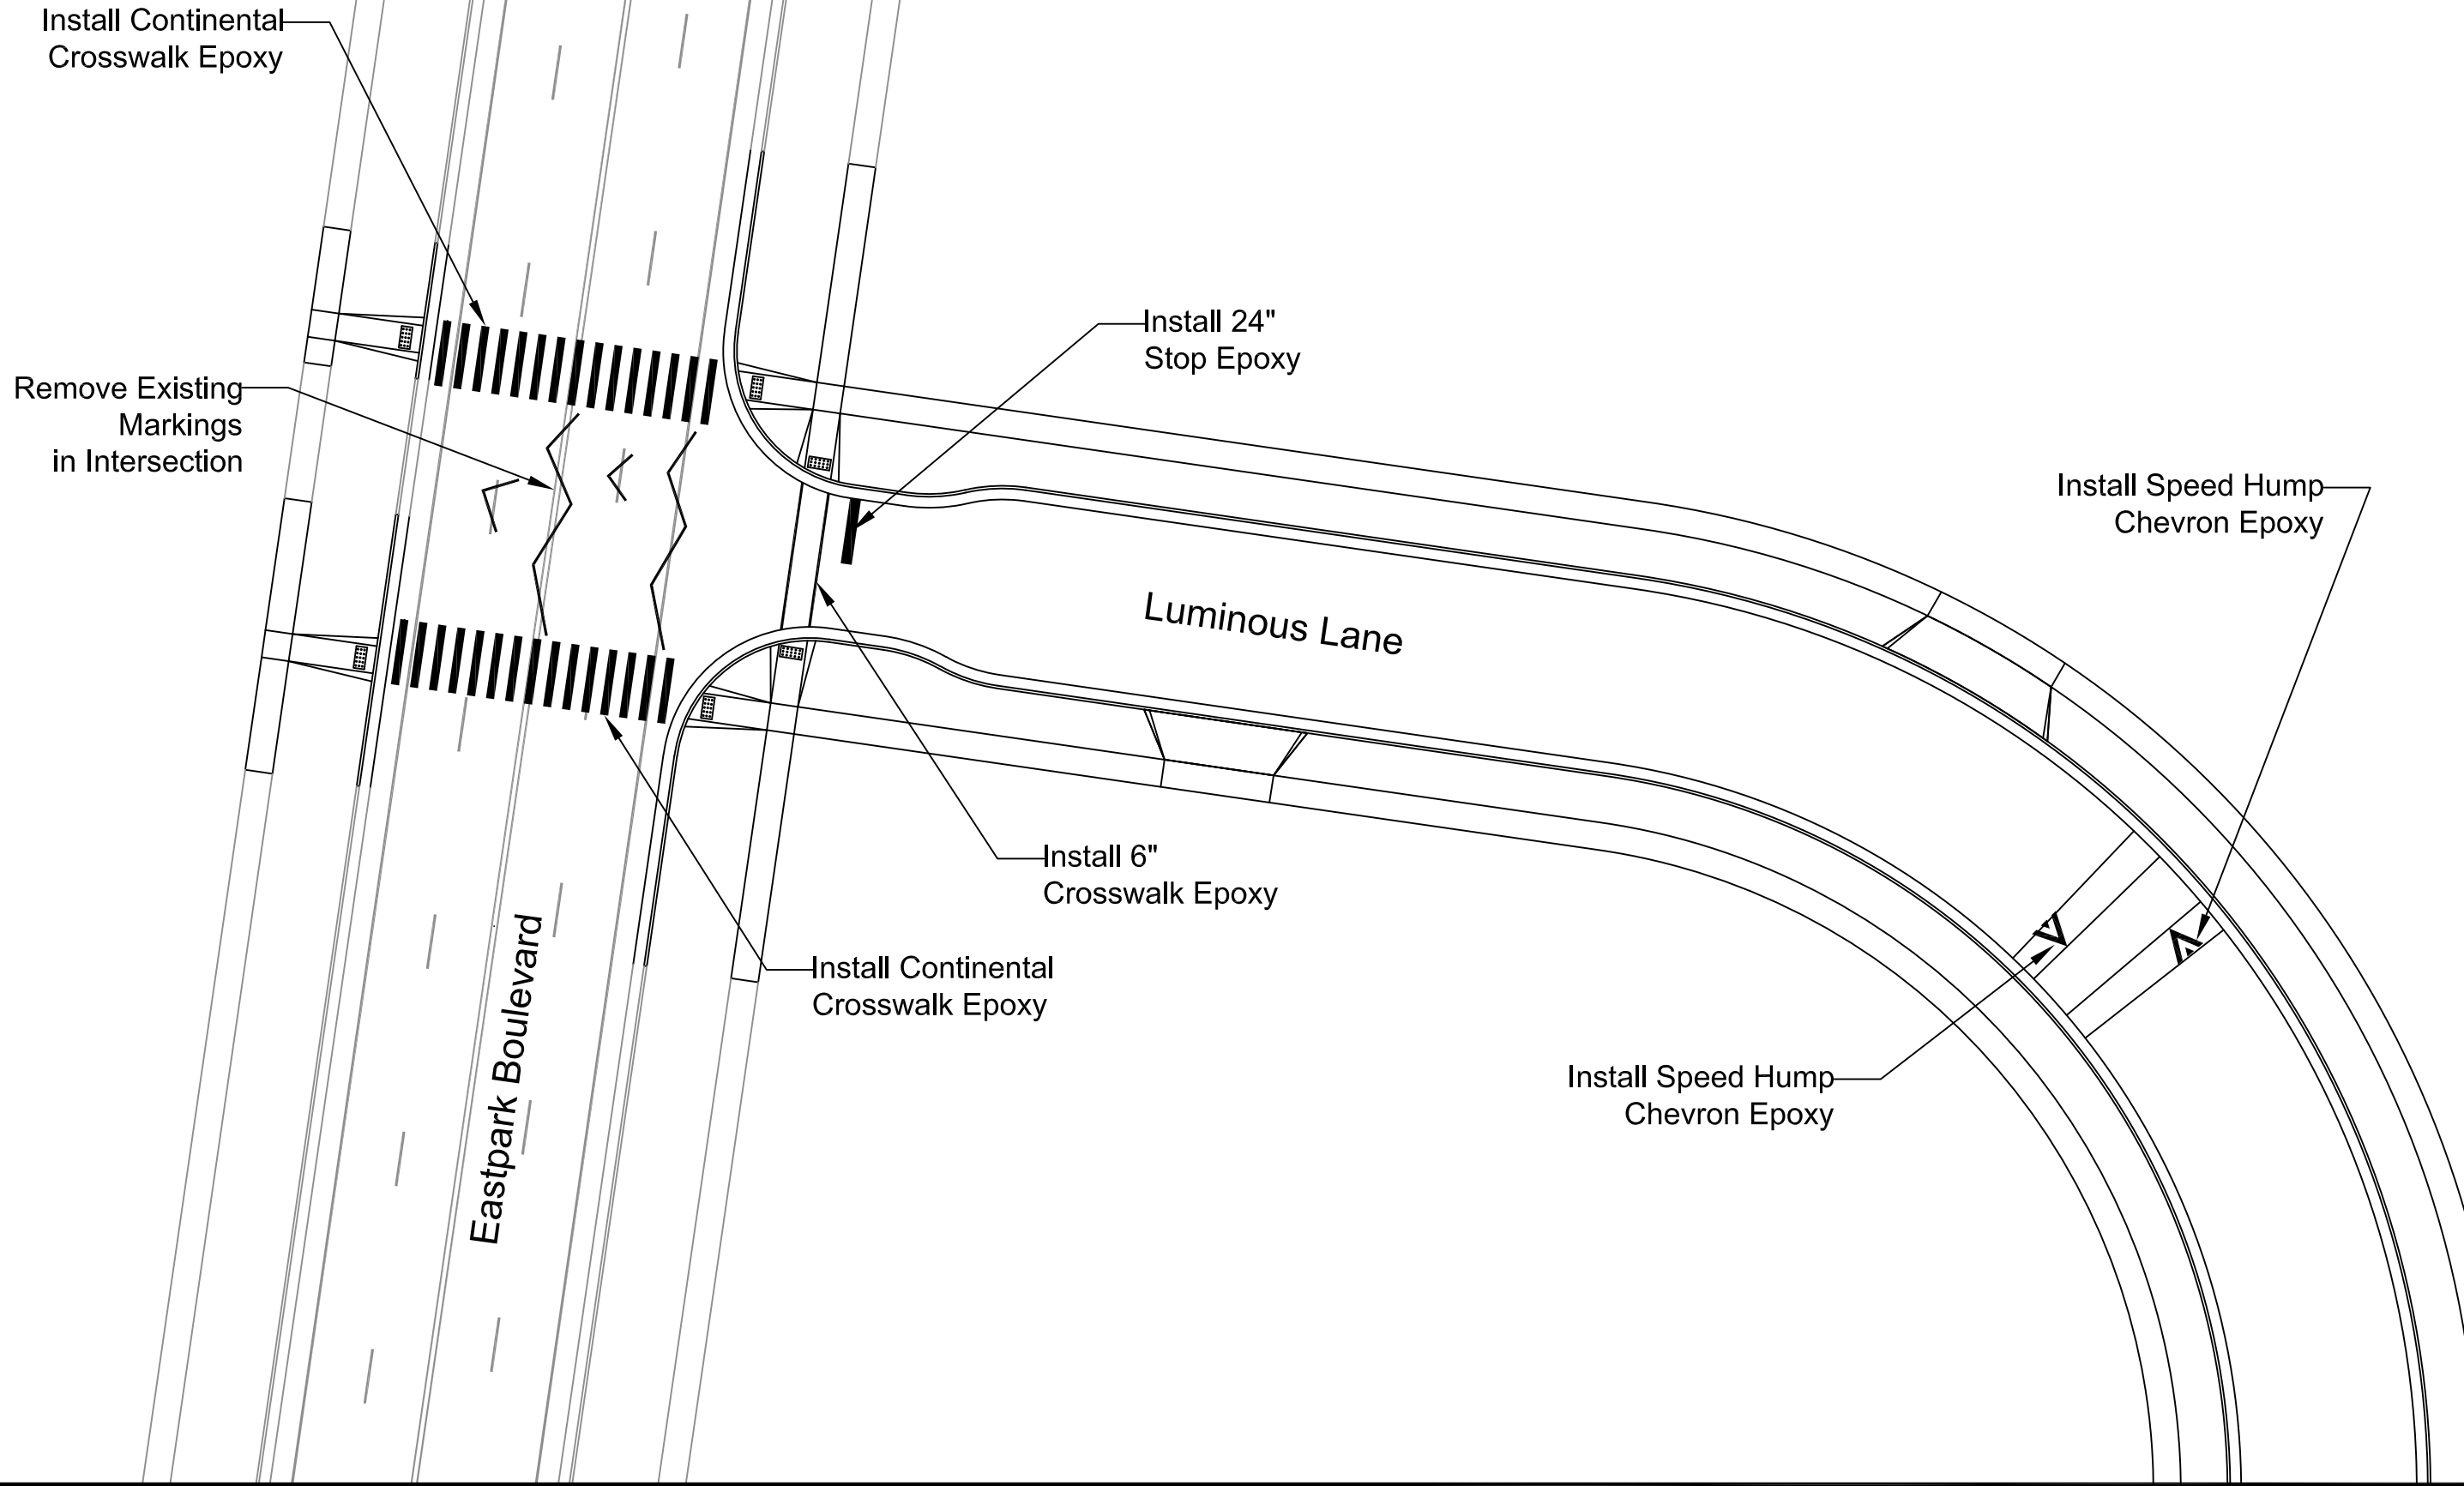 Install Continental
Crosswalk Epoxy
Remove Existing
Markings
in Intersection
Install 24"
Stop Epoxy
Install Speed Hump
Chevron Epoxy
Luminous Lane
Install 6"
Crosswalk Epoxy
Install Continental
Crosswalk Epoxy
Eastpark Boulevard
Install Speed Hump
Chevron Epoxy